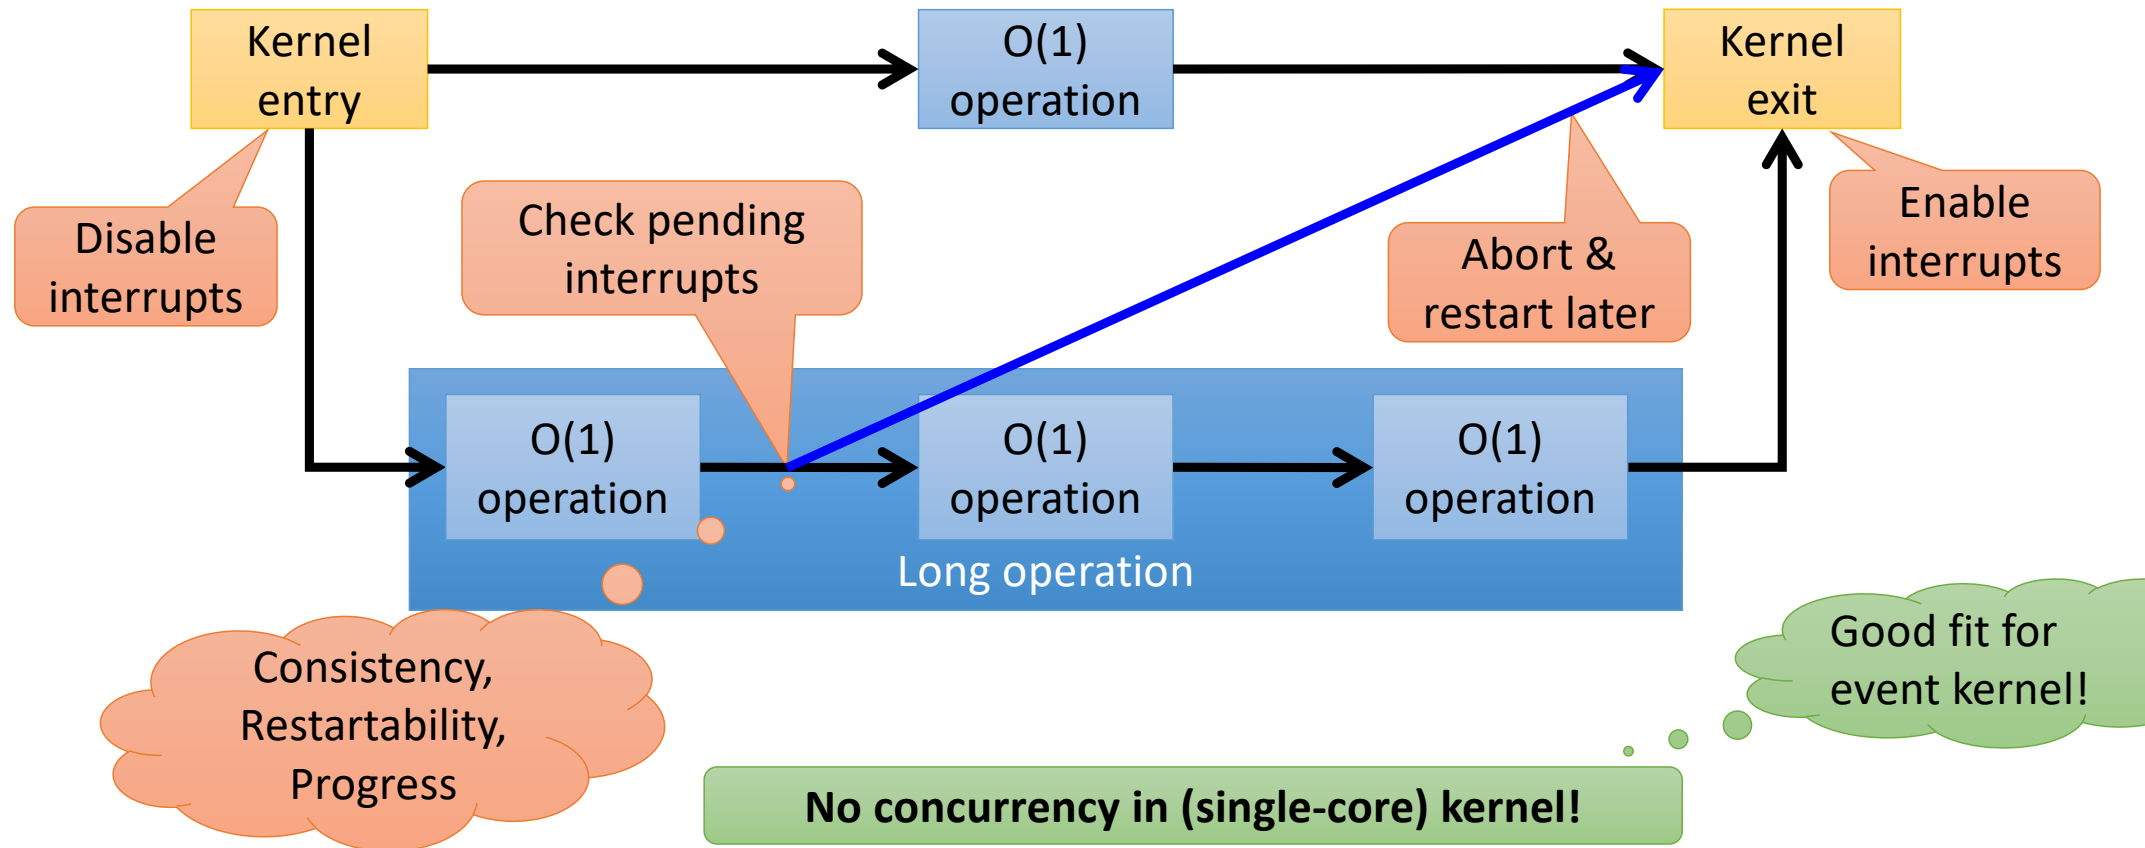 Kernel
entry
O(1)
operation
Kernel
exit
Disable
interrupts
Check pending
interrupts
Abort &
restart later
Enable
interrupts
O(1)
operation
O(1)
operation
O(1)
operation
Long operation
Consistency,
Restartability,
Progress
Good fit for
event kernel!
No concurrency in (single-core) kernel!